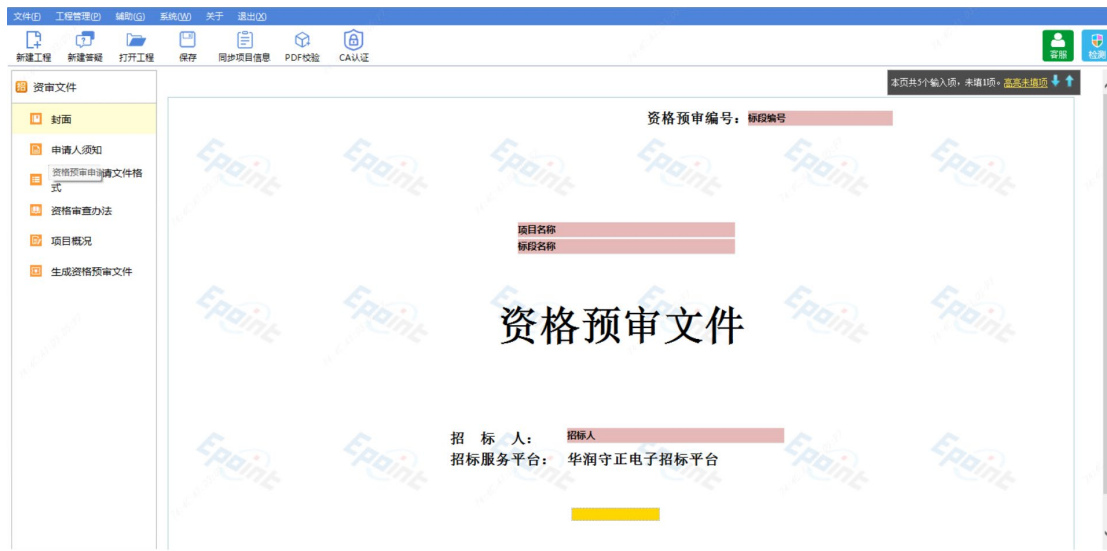 文件(F) 工程管理(P) 辅助(G) 系统(W) 关于 退出(X)
新建工程 新建答疑 打开工程 保存 同步项目信息 PDF校验 CA认证 客服 检测
资审文件
本页共5个输入项，未填1项。高亮未填项
封面
申请人须知
资格预审申请文件格
式
资格审查办法
项目概况
生成资格预审文件
资格预审编号：标段编号
项目名称
标段名称
资格预审文件
招 标 人：招标人
招标服务平台：华润守正电子招标平台
Epoint